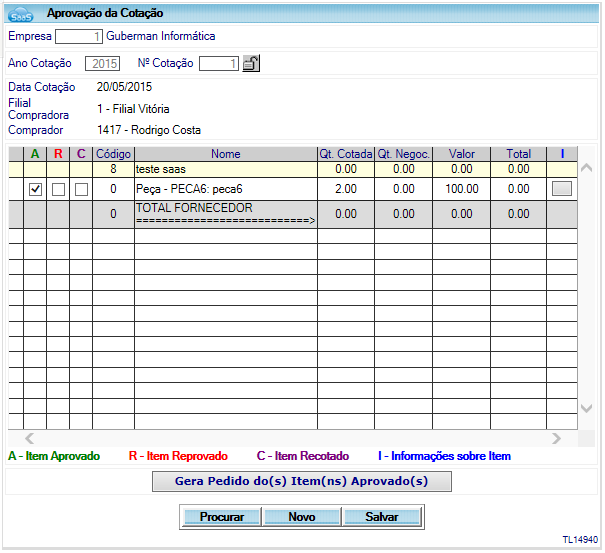 SaaS Aprovação da Cotação
Empresa 1 Guberman Informática
Ano Cotação 2015 Nº Cotação 1
Data Cotação 20/05/2015
Filial
Compradora 1 - Filial Vitória
Comprador 1417 - Rodrigo Costa
A R C Código Nome Qt. Cotada Qt. Negoc. Valor Total I
8 teste saas 0.00 0.00 0.00 0.00
0 Peça - PECA6: peca6 2.00 0.00 100.00 0.00
0 TOTAL FORNECEDOR 0.00 0.00 0.00 0.00
===========================>
A - Item Aprovado R - Item Reprovado C - Item Recotado I - Informações sobre Item
Gera Pedido do(s) Item(ns) Aprovado(s)
Procurar Novo Salvar
TL14940